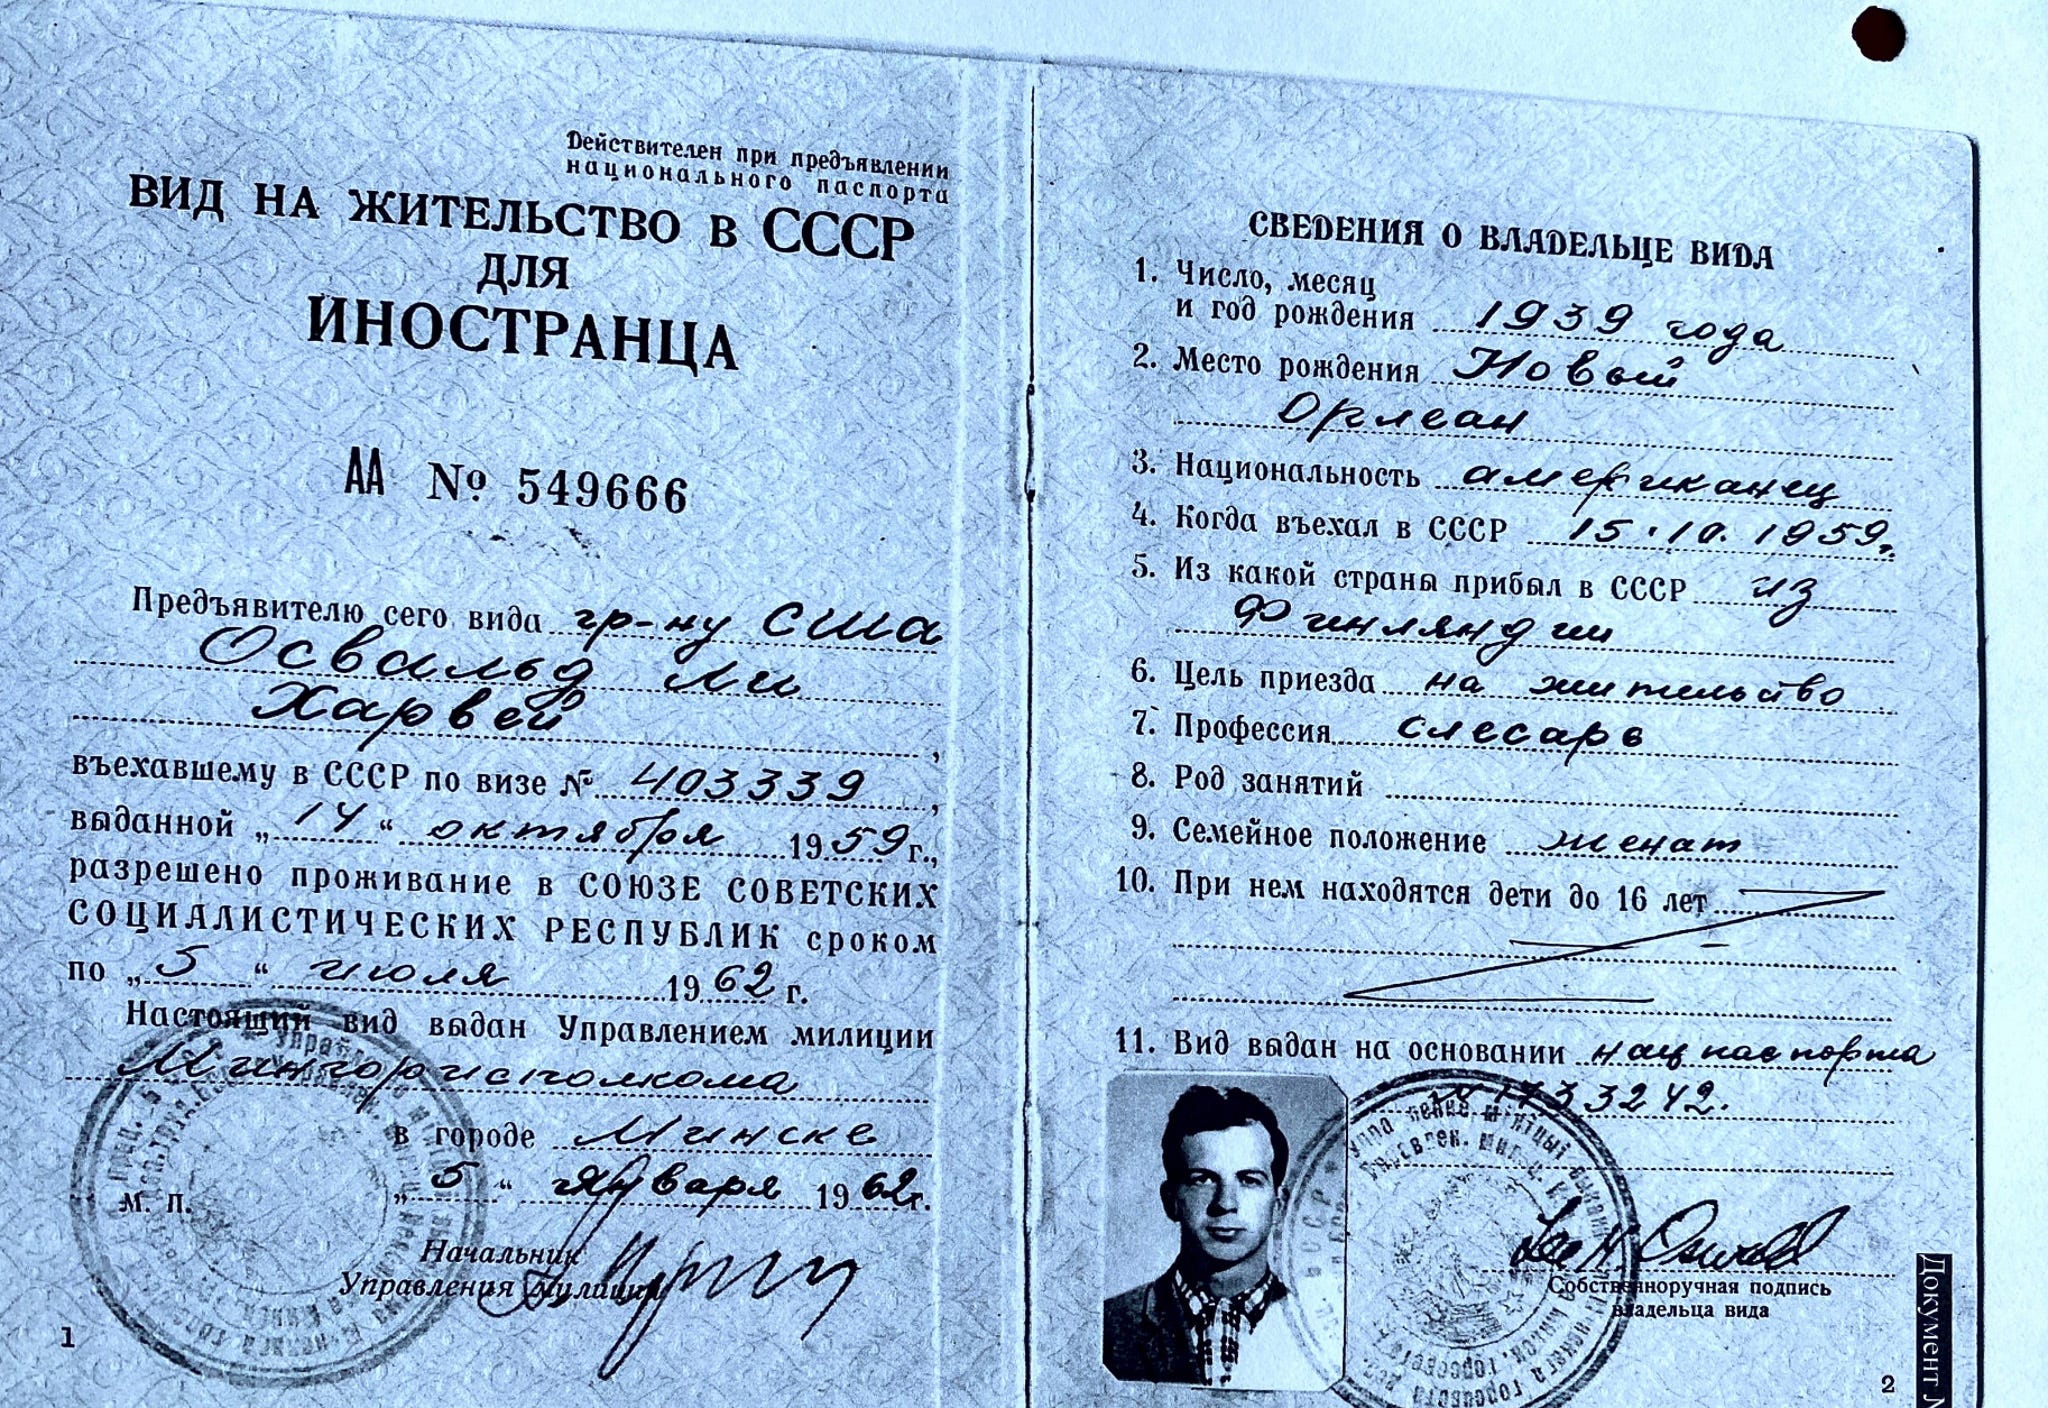 Действителен при предъявлении
национального паспорта
ВИД НА ЖИТЕЛЬСТВО В СССР
ДЛЯ
ИНОСТРАНЦА
АА № 549666
Предъявителю сего вида гр-ну США
Освальд Ли
Харвей,
въехавшему в СССР по визе № 403339,
выданной „14“ октября 1959 г.,
разрешено проживание в СОЮЗЕ СОВЕТСКИХ
СОЦИАЛИСТИЧЕСКИХ РЕСПУБЛИК сроком
по „5“ июля 1962 г.
Настоящий вид выдан Управлением милиции
Мингорисполкома
в городе Минске
„5“ января 1962 г.
М. П.
Начальник
Управления милиции
1
СВЕДЕНИЯ О ВЛАДЕЛЬЦЕ ВИДА
1. Число, месяц
и год рождения 1939 года
2. Место рождения Новый
Орлеан
3. Национальность американец
4. Когда въехал в СССР 15.10.1959г.
5. Из какой страны прибыл в СССР из
Финляндии
6. Цель приезда на жительство
7. Профессия слесарь
8. Род занятий
9. Семейное положение женат
10. При нем находятся дети до 16 лет
11. Вид выдан на основании нац паспорта
N 1733242.
Собственноручная подпись
владельца вида
2
Документ